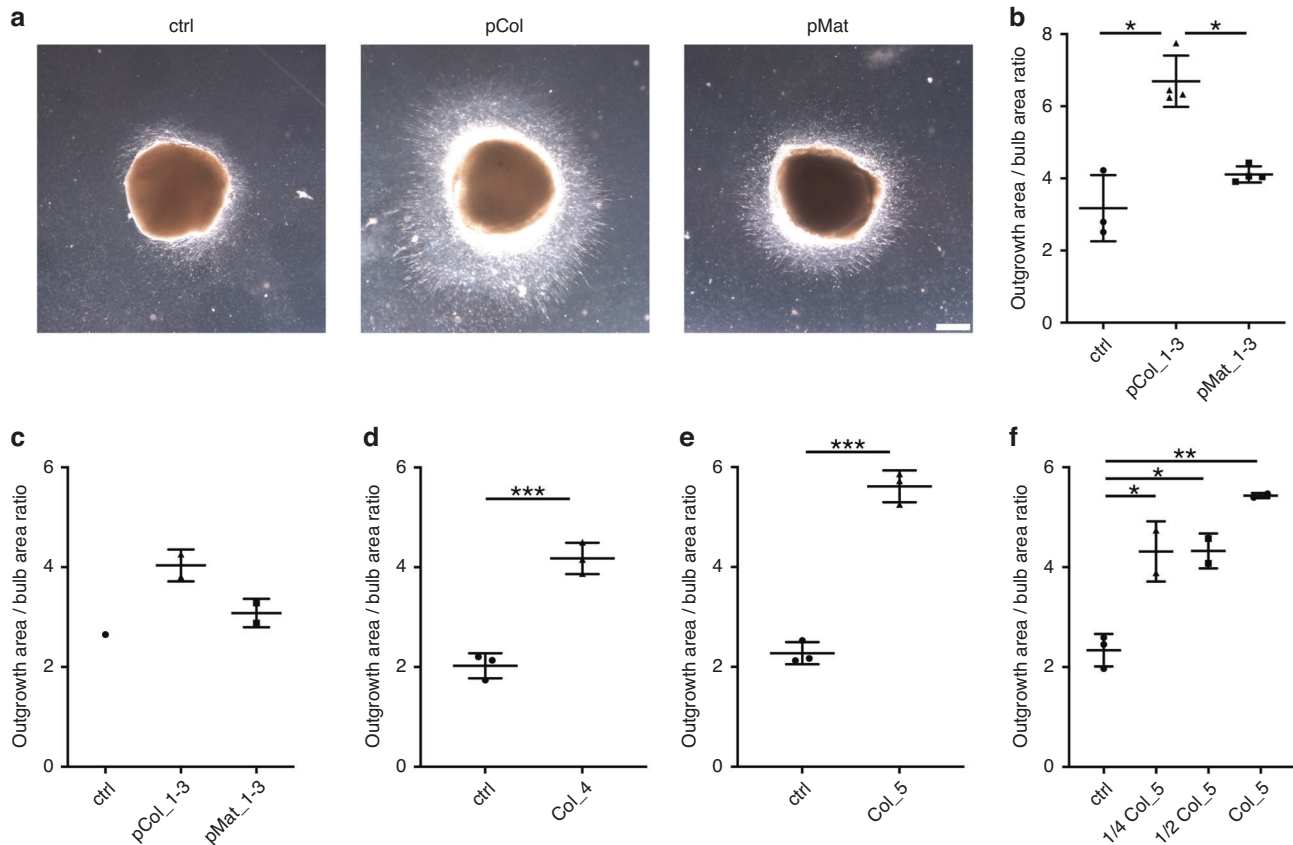 a
ctrl
pCol
pMat
b
Outgrowth area / bulb area ratio
8
6
4
2
0
*
*
ctrl
pCol_1-3
pMat_1-3
c
Outgrowth area / bulb area ratio
6
4
2
0
ctrl
pCol_1-3
pMat_1-3
d
Outgrowth area / bulb area ratio
6
4
2
0
***
ctrl
Col_4
e
Outgrowth area / bulb area ratio
6
4
2
0
***
ctrl
Col_5
f
Outgrowth area / bulb area ratio
6
4
2
0
**
*
*
ctrl
1/4 Col_5
1/2 Col_5
Col_5